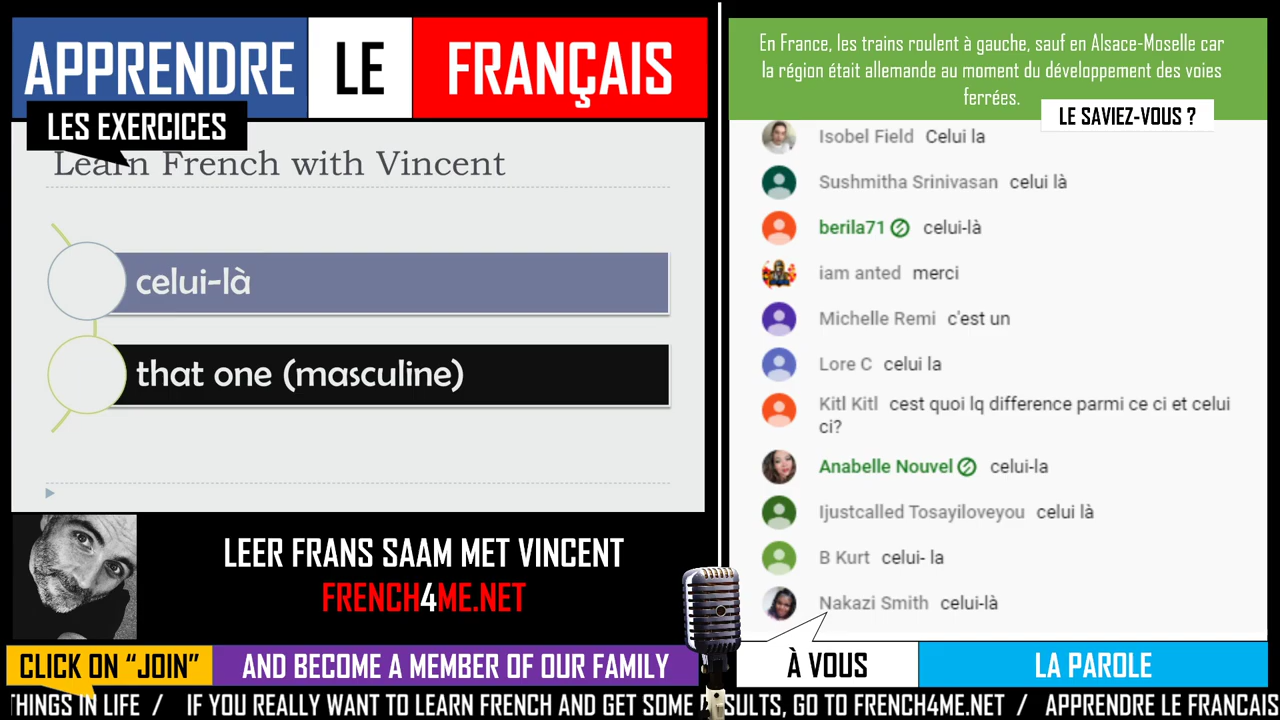 APPRENDRE LE FRANÇAIS
LES EXERCICES
Learn French with Vincent
celui-là
that one (masculine)
LEER FRANS SAAM MET VINCENT
FRENCH4ME.NET
CLICK ON “JOIN” AND BECOME A MEMBER OF OUR FAMILY
En France, les trains roulent à gauche, sauf en Alsace-Moselle car
la région était allemande au moment du développement des voies
ferrées.
LE SAVIEZ-VOUS ?
Isobel Field Celui la
Sushmitha Srinivasan celui là
berila71 celui-là
iam anted merci
Michelle Remi c'est un
Lore C celui la
Kitl Kitl cest quoi lq difference parmi ce ci et celui
ci?
Anabelle Nouvel celui-la
Ijustcalled Tosayiloveyou celui là
B Kurt celui- la
Nakazi Smith celui-là
À VOUS LA PAROLE
IN LIFE / IF YOU REALLY WANT TO LEARN FRENCH AND GET SOME GO TO FRENCH4ME.NET / APPRENDRE LE FRANCAIS